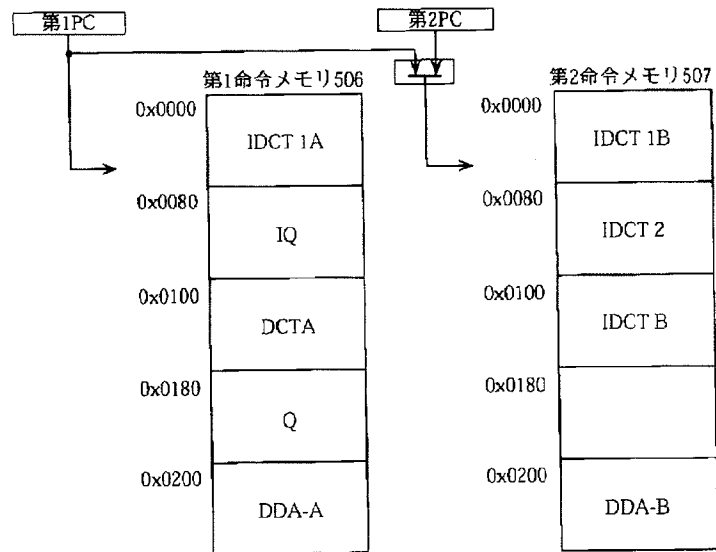 第1PC
第2PC
第1命令メモリ506
0x0000
IDCT 1A
0x0080
IQ
0x0100
DCTA
0x0180
Q
0x0200
DDA-A
第2命令メモリ507
0x0000
IDCT 1B
0x0080
IDCT 2
0x0100
IDCT B
0x0180
0x0200
DDA-B